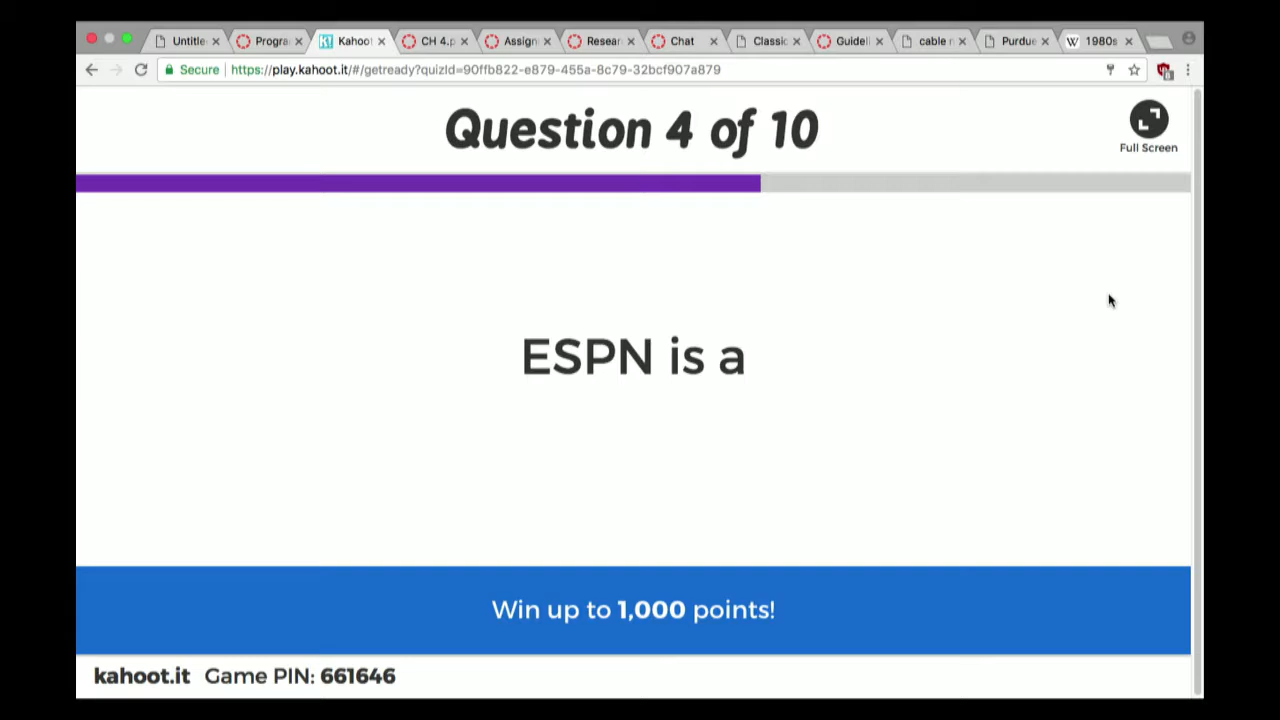 Untitle
Progra
Kahoot
CH 4.p
Assign
Resear
Chat
Classic
Guideli
cable n
Purdue
W 1980s
Secure https://play.kahoot.it/#/getready?quizId=90ffb822-e879-455a-8c79-32bcf907a879
Question 4 of 10
Full Screen
ESPN is a
Win up to 1,000 points!
kahoot.it Game PIN: 661646